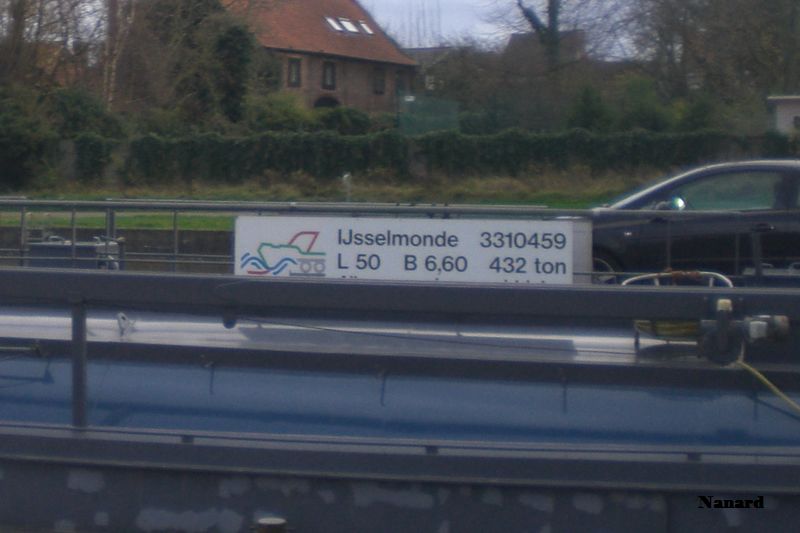 IJsselmonde 3310459
L 50 B 6,60 432 ton
Nanard